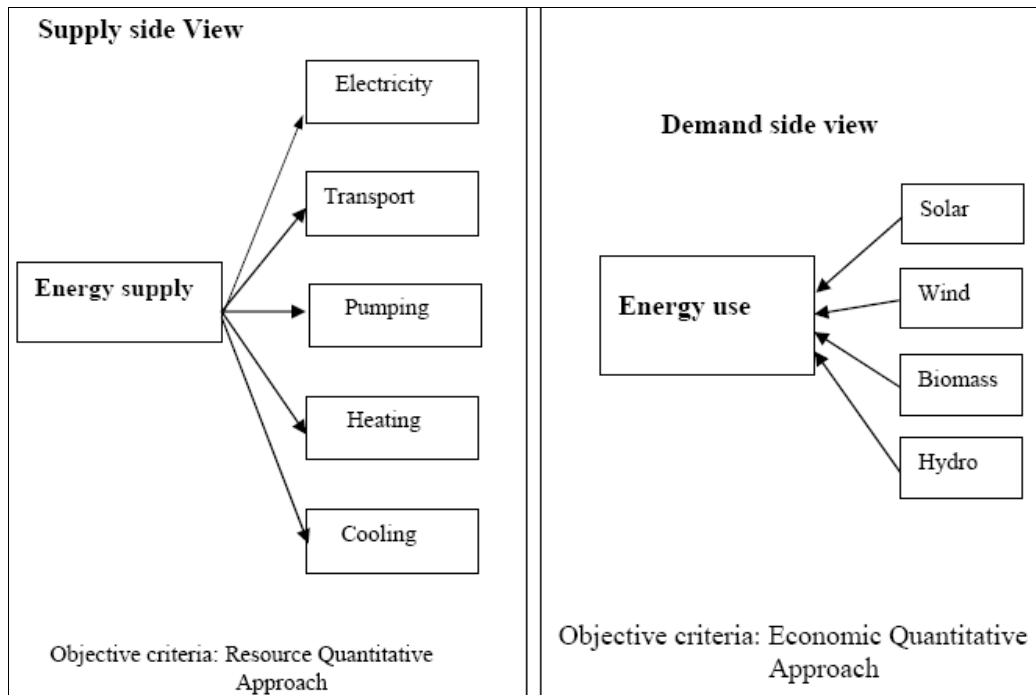 Supply side View
Electricity
Transport
Energy supply
Pumping
Heating
Cooling
Objective criteria: Resource Quantitative
Approach
Demand side view
Solar
Energy use
Wind
Biomass
Hydro
Objective criteria: Economic Quantitative
Approach